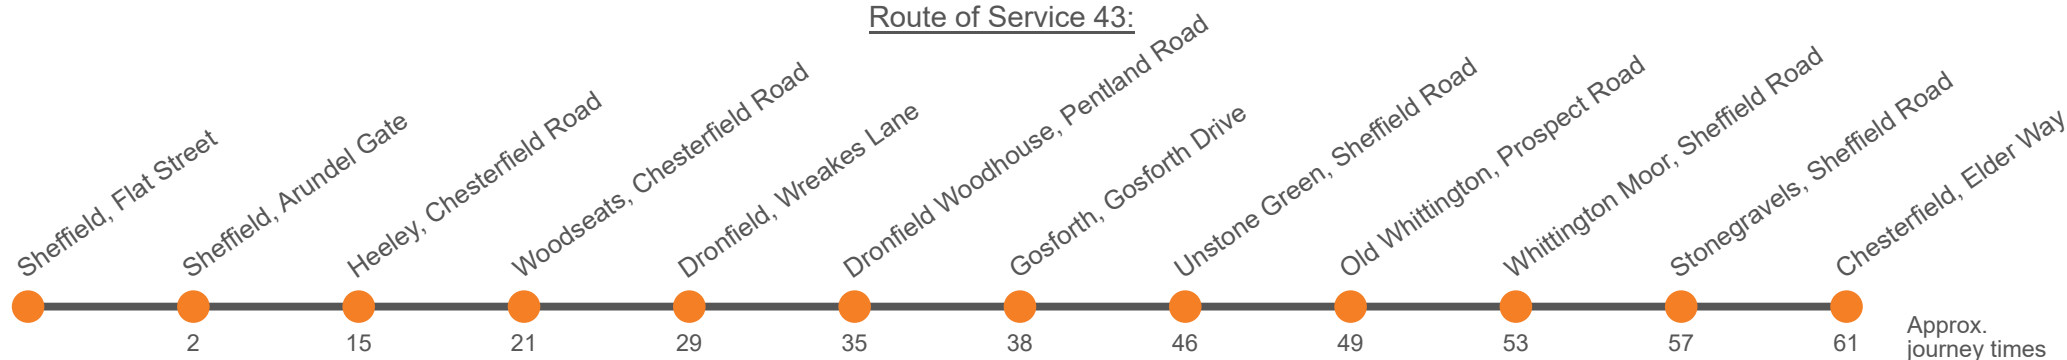 Route of Service 43:
Sheffield, Flat Street
Sheffield, Arundel Gate
Heeley, Chesterfield Road
Woodseats, Chesterfield Road
Dronfield, Wreakes Lane
Dronfield Woodhouse, Pentland Road
Gosforth, Gosforth Drive
Unstone Green, Sheffield Road
Old Whittington, Prospect Road
Whittington Moor, Sheffield Road
Stonegravels, Sheffield Road
Chesterfield, Elder Way
2 15 21 29 35 38 46 49 53 57 61
Approx.
journey times